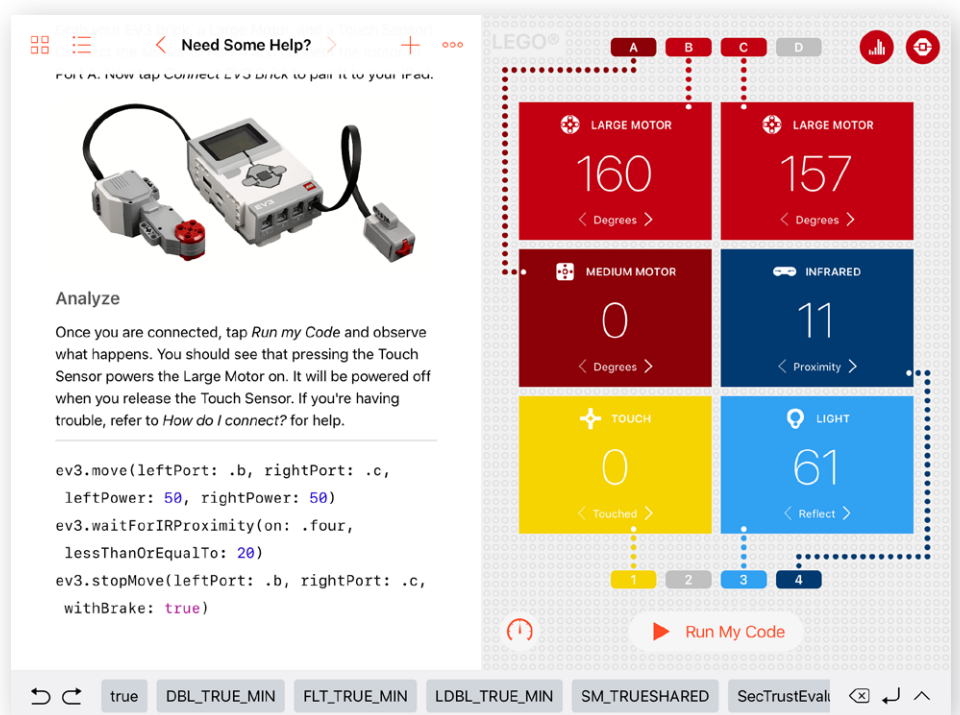 Need Some Help?
Port A. Now tap Connect EV3 Brick to pair it to your iPad.
EV3
LEGO
Analyze
Once you are connected, tap Run my Code and observe
what happens. You should see that pressing the Touch
Sensor powers the Large Motor on. It will be powered off
when you release the Touch Sensor. If you're having
trouble, refer to How do I connect? for help.
ev3.move(leftPort: .b, rightPort: .c,
leftPower: 50, rightPower: 50)
ev3.waitForIRProximity(on: .four,
lessThanOrEqualTo: 20)
ev3.stopMove(leftPort: .b, rightPort: .c,
withBrake: true)
LEGO®
A B C D
LARGE MOTOR
160
Degrees
LARGE MOTOR
157
Degrees
MEDIUM MOTOR
0
Degrees
INFRARED
11
Proximity
TOUCH
0
Touched
LIGHT
61
Reflect
1 2 3 4
Run My Code
true DBL_TRUE_MIN FLT_TRUE_MIN LDBL_TRUE_MIN SM_TRUESHARED SecTrustEvalu